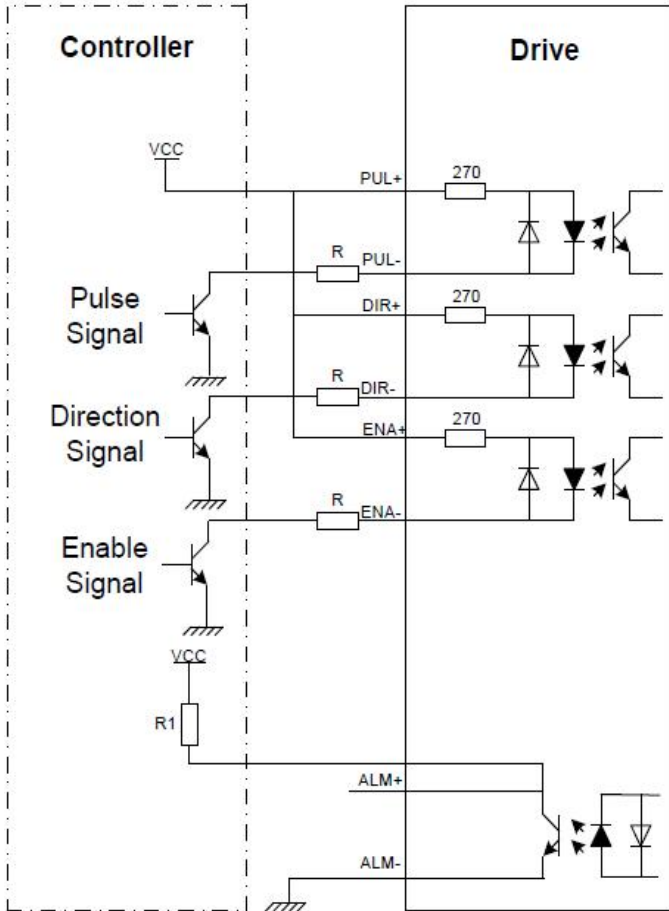 Controller
Drive
VCC
PUL+
270
R
PUL-
Pulse
Signal
DIR+
270
R
DIR-
Direction
Signal
ENA+
270
R
ENA-
Enable
Signal
VCC
R1
ALM+
ALM-